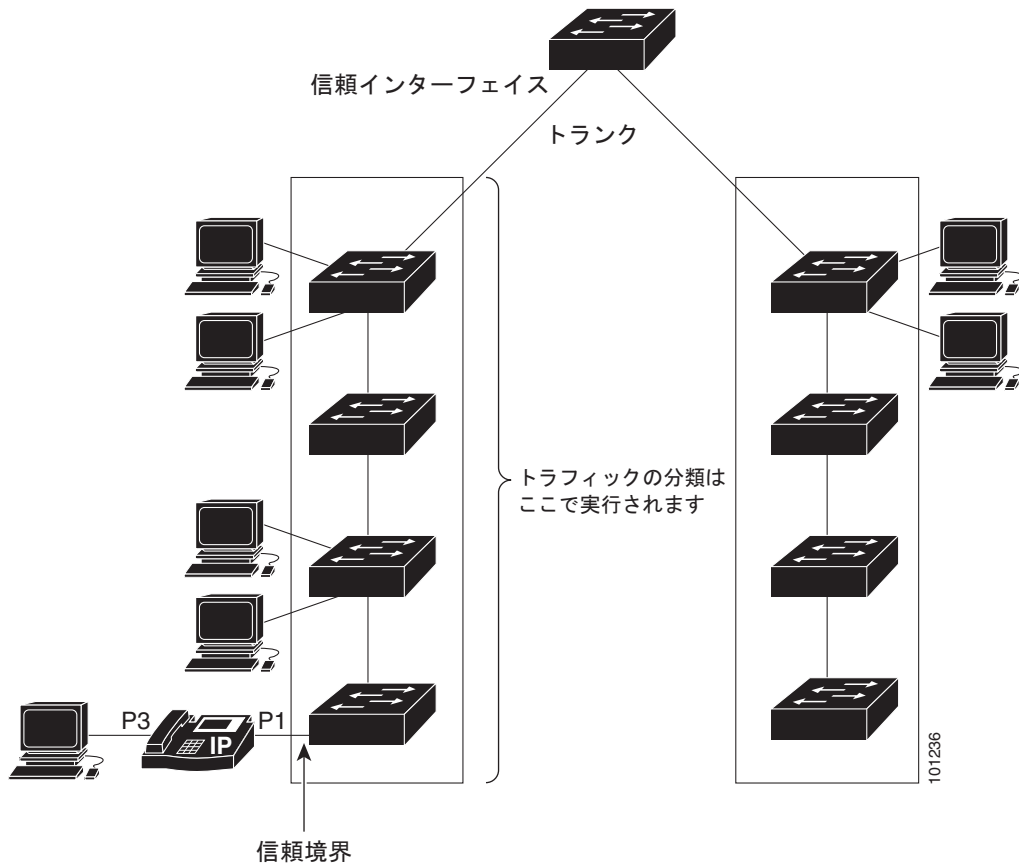 信頼インターフェイス
トランク
トラフィックの分類は
ここで実行されます
P3
IP
P1
信頼境界
101236